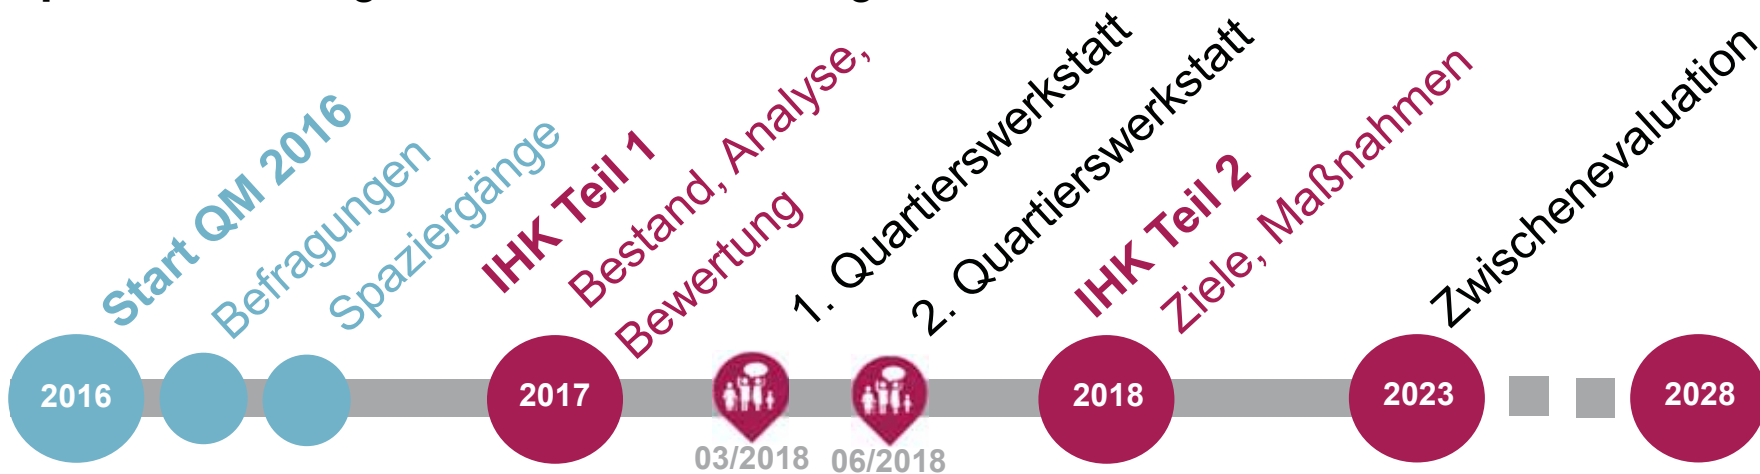 Start QM 2016
Befragungen
Spaziergänge
IHK Teil 1
Bestand, Analyse,
Bewertung
1. Quartierswerkstatt
2. Quartierswerkstatt
IHK Teil 2
Ziele, Maßnahmen
Zwischenevaluation
2016
2017
03/2018
06/2018
2018
2023
2028